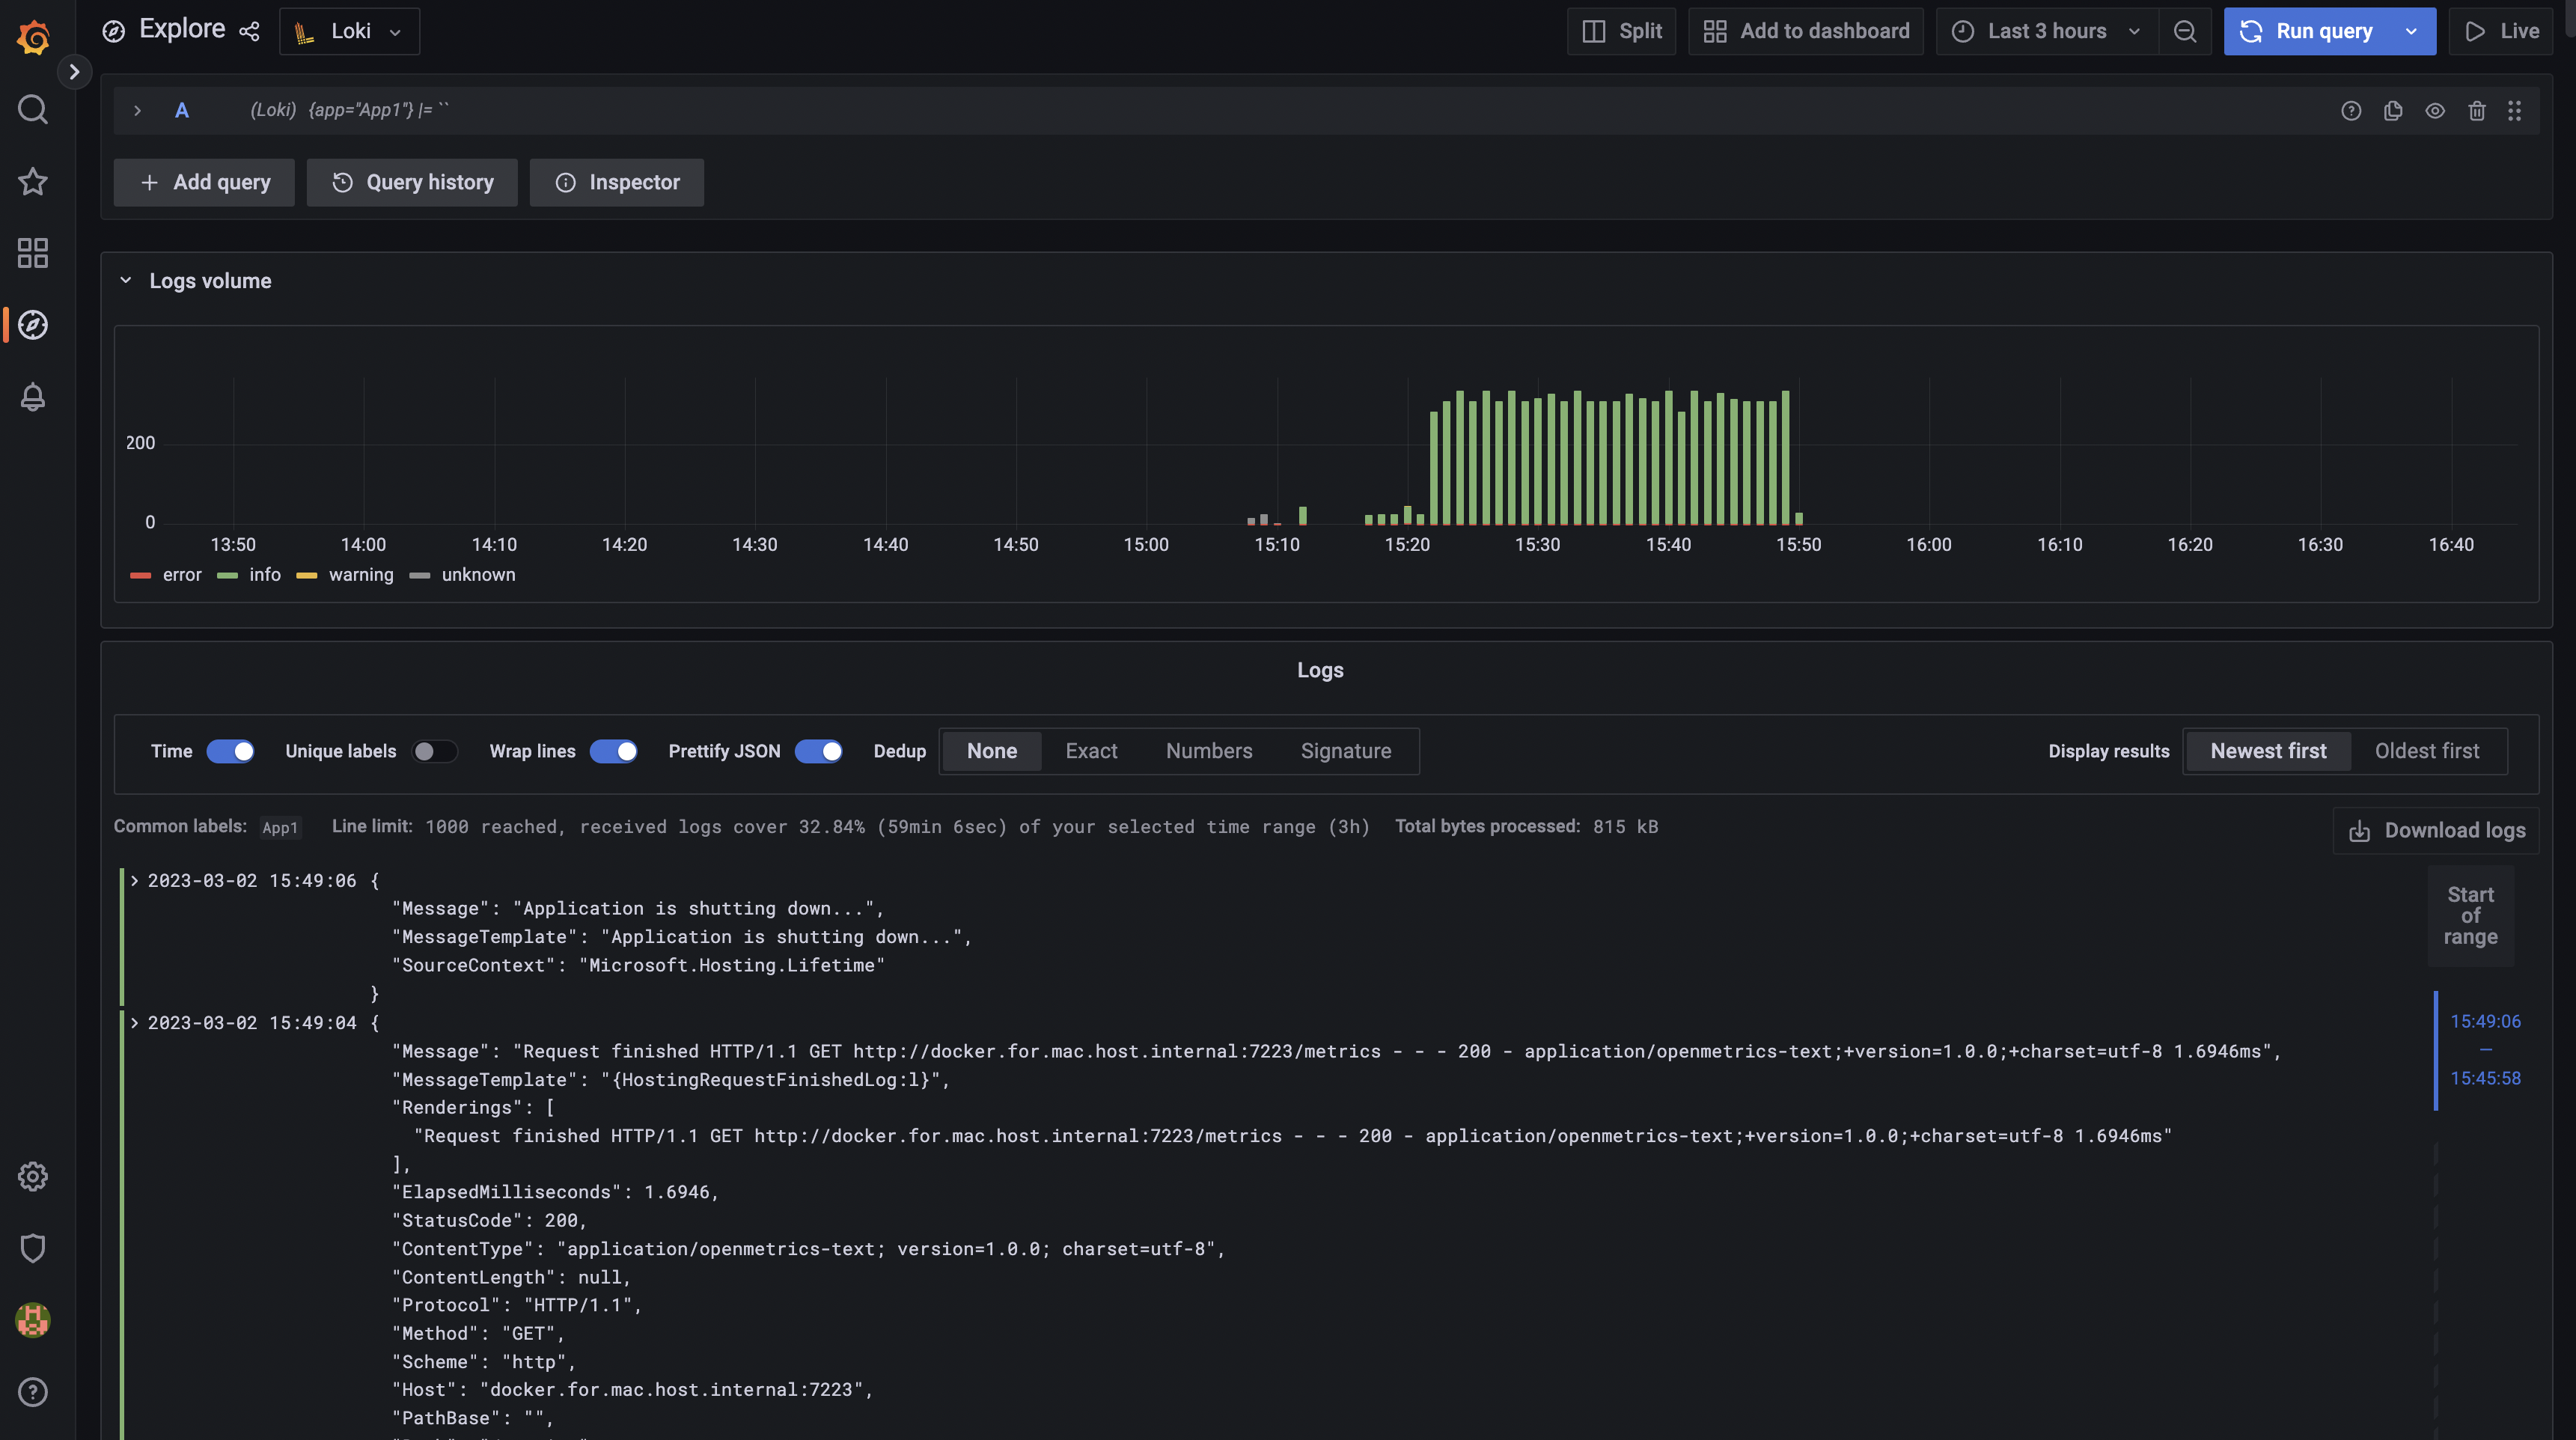 Explore
Loki
Split
Add to dashboard
Last 3 hours
Run query
Live
A (Loki) {app="App1"} |= ``
Add query
Query history
Inspector
Logs volume
200
0
13:50 14:00 14:10 14:20 14:30 14:40 14:50 15:00 15:10 15:20 15:30 15:40 15:50 16:00 16:10 16:20 16:30 16:40
error info warning unknown
Logs
Time Unique labels Wrap lines Prettify JSON Dedup None Exact Numbers Signature Display results Newest first Oldest first
Common labels: App1 Line limit: 1000 reached, received logs cover 32.84% (59min 6sec) of your selected time range (3h) Total bytes processed: 815 kB
Download logs
2023-03-02 15:49:06 {
"Message": "Application is shutting down...",
"MessageTemplate": "Application is shutting down...",
"SourceContext": "Microsoft.Hosting.Lifetime"
}
2023-03-02 15:49:04 {
"Message": "Request finished HTTP/1.1 GET http://docker.for.mac.host.internal:7223/metrics - - - 200 - application/openmetrics-text;+version=1.0.0;+charset=utf-8 1.6946ms",
"MessageTemplate": "{HostingRequestFinishedLog:l}",
"Renderings": [
"Request finished HTTP/1.1 GET http://docker.for.mac.host.internal:7223/metrics - - - 200 - application/openmetrics-text;+version=1.0.0;+charset=utf-8 1.6946ms"
],
"ElapsedMilliseconds": 1.6946,
"StatusCode": 200,
"ContentType": "application/openmetrics-text; version=1.0.0; charset=utf-8",
"ContentLength": null,
"Protocol": "HTTP/1.1",
"Method": "GET",
"Scheme": "http",
"Host": "docker.for.mac.host.internal:7223",
"PathBase": "",
Start
of
range
15:49:06
—
15:45:58